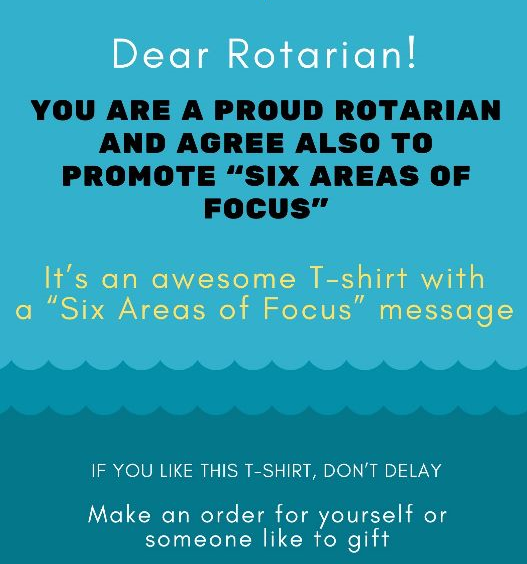 Dear Rotarian!
YOU ARE A PROUD ROTARIAN
AND AGREE ALSO TO
PROMOTE “SIX AREAS OF
FOCUS”
It’s an awesome T-shirt with
a “Six Areas of Focus” message
IF YOU LIKE THIS T-SHIRT, DON’T DELAY
Make an order for yourself or
someone like to gift